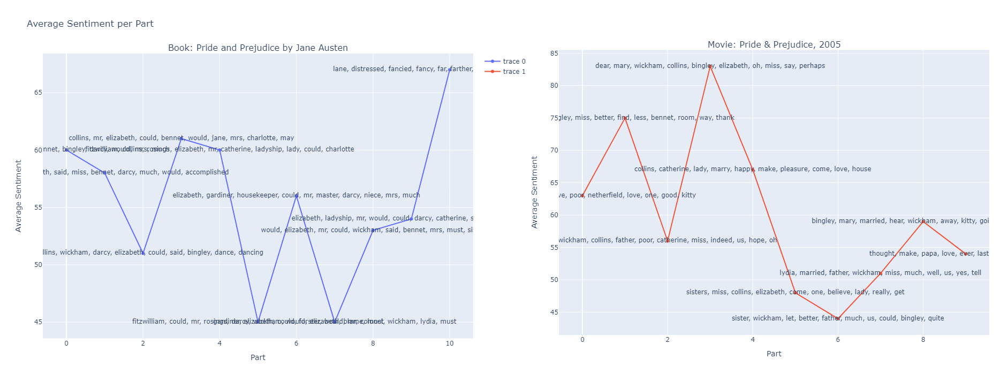 Average Sentiment per Part
Book: Pride and Prejudice by Jane Austen
Average Sentiment
65
60
55
50
45
lane, distressed, fancied, fancy, far, farther,
collins, mr, elizabeth, could, bennet, would, jane, mrs, charlotte, may
elizabeth, mr, catherine, ladyship, lady, could, charlotte
th, said, miss, bennet, darcy, much, would, accomplished
elizabeth, gardiner, housekeeper, could, mr, master, darcy, niece, mrs, much
elizabeth, ladyship, mr, would, could, darcy, catherine, s
would, elizabeth, mr, could, wickham, said, bennet, mrs, must, sis
llins, wickham, darcy, elizabeth, could, said, bingley, dance, dancing
fitzwilliam, could, mr, wickham, lydia, must
0 2 4 6 8 10
Part
trace 0
trace 1
Movie: Pride & Prejudice, 2005
Average Sentiment
85
80
75
70
65
60
55
50
45
dear, mary, wickham, collins, bingley, elizabeth, oh, miss, say, perhaps
gley, miss, better, find, less, bennet, room, way, thank
collins, catherine, lady, marry, happy, make, pleasure, come, love, house
ve, poor, netherfield, love, one, good, kitty
bingley, mary, married, hear, wickham, away, kitty, goi
wickham, collins, father, poor, catherine, miss, indeed, us, hope, oh
thought, make, papa, love, ever, last
lydia, married, father, wickham, miss, much, well, us, yes, tell
sisters, miss, collins, elizabeth, come, one, believe, lady, really, get
sister, wickham, let, better, father, much, us, could, bingley, quite
0 2 4 6 8
Part